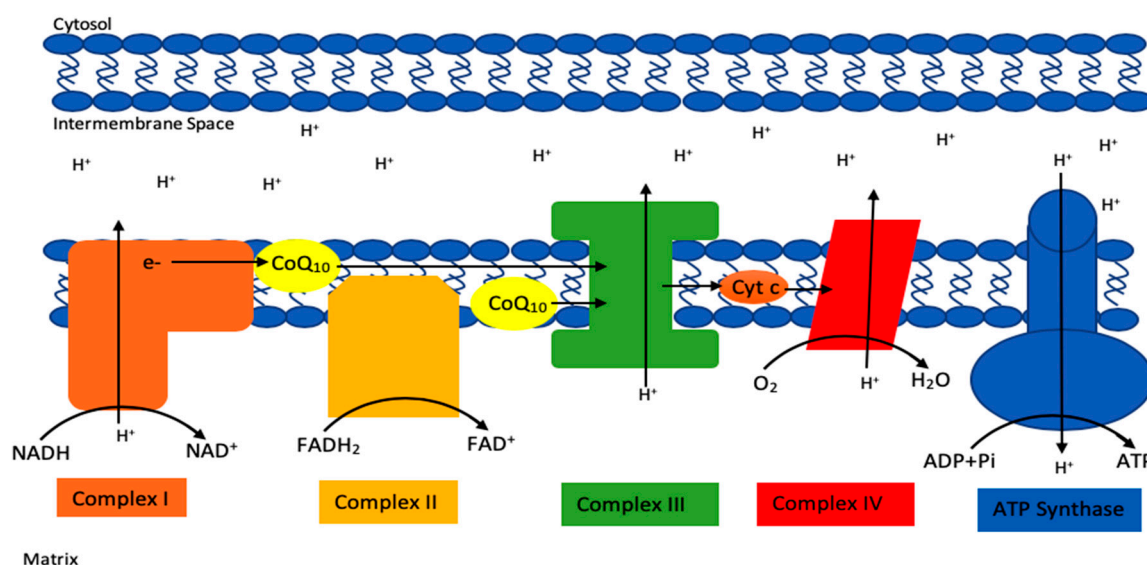 Cytosol
Intermembrane Space
H⁺
H⁺
H⁺
H⁺
H⁺
H⁺
H⁺
H⁺
H⁺
H⁺
H⁺
H⁺
H⁺
H⁺
e-
CoQ₁₀
CoQ₁₀
Cyt c
O₂
H⁺
H₂O
H⁺
NADH
H⁺
NAD⁺
FADH₂
FAD⁺
ADP+Pi
H⁺
ATP
Complex I
Complex II
Complex III
Complex IV
ATP Synthase
Matrix